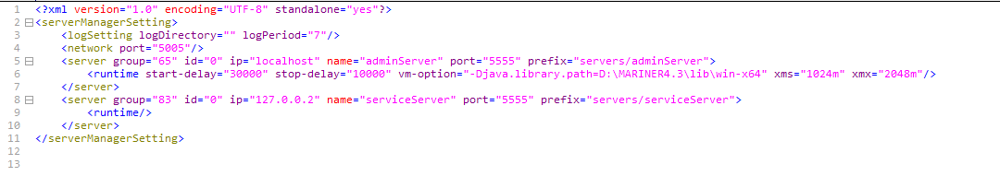 1 <?xml version="1.0" encoding="UTF-8" standalone="yes"?>
2 <serverManagerSetting>
3 <logSetting logDirectory="" logPeriod="7"/>
4 <network port="5005"/>
5 <server group="65" id="0" ip="localhost" name="adminServer" port="5555" prefix="servers/adminServer">
6 <runtime start-delay="30000" stop-delay="10000" vm-option="-Djava.library.path=D:\MARINER4.3\lib\win-x64" xms="1024m" xmx="2048m"/>
7 </server>
8 <server group="83" id="0" ip="127.0.0.2" name="serviceServer" port="5555" prefix="servers/serviceServer">
9 <runtime/>
10 </server>
11 </serverManagerSetting>
12
13